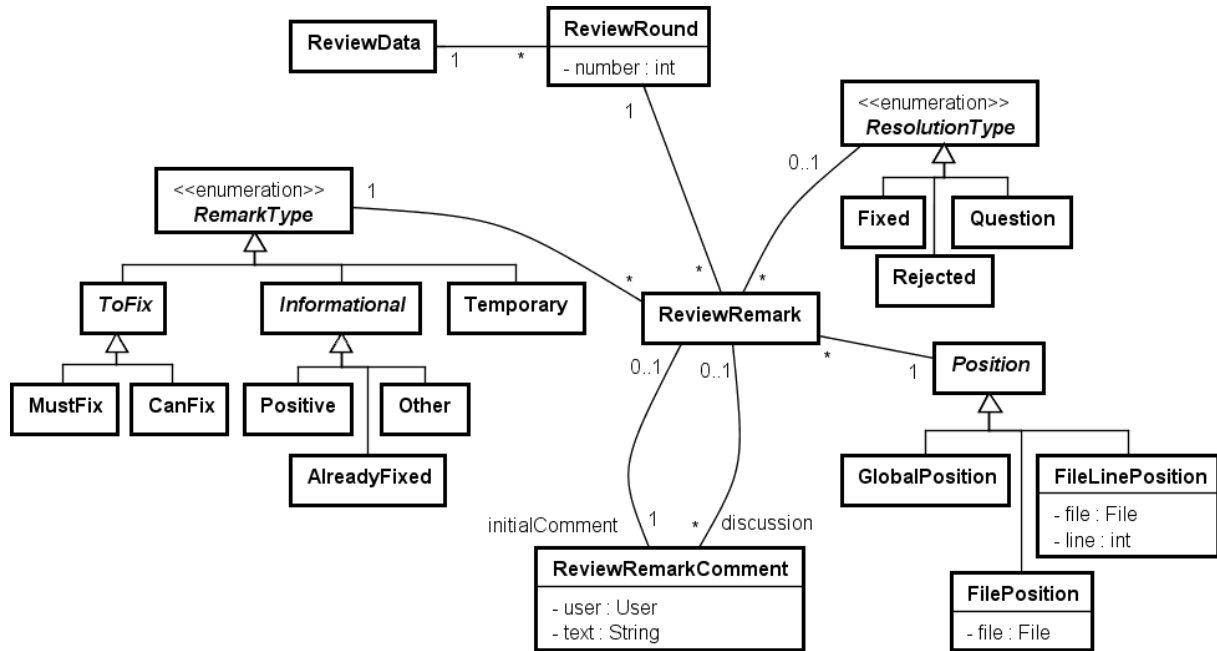 ReviewData
1
*
ReviewRound
- number : int
1
<<enumeration>>
ResolutionType
0..1
Fixed
Question
Rejected
<<enumeration>>
RemarkType
1
ToFix
Informational
Temporary
MustFix
CanFix
Positive
Other
AlreadyFixed
*
*
*
ReviewRemark
0..1
0..1
*
1
Position
GlobalPosition
FileLinePosition
- file : File
- line : int
FilePosition
- file : File
initialComment
1
*
discussion
ReviewRemarkComment
- user : User
- text : String